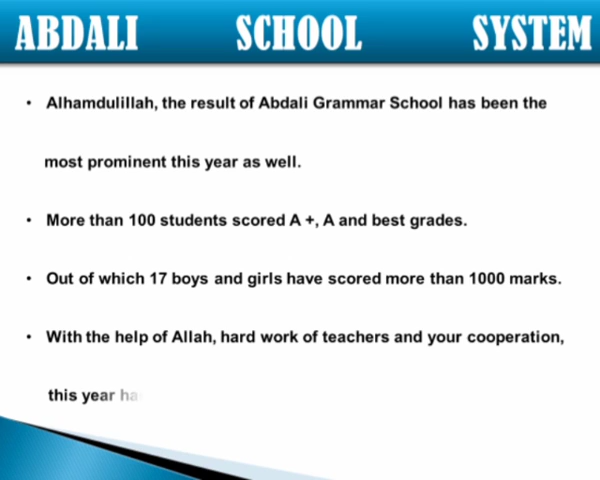 ABDALI SCHOOL SYSTEM
• Alhamdulillah, the result of Abdali Grammar School has been the
most prominent this year as well.
• More than 100 students scored A +, A and best grades.
• Out of which 17 boys and girls have scored more than 1000 marks.
• With the help of Allah, hard work of teachers and your cooperation,
this year